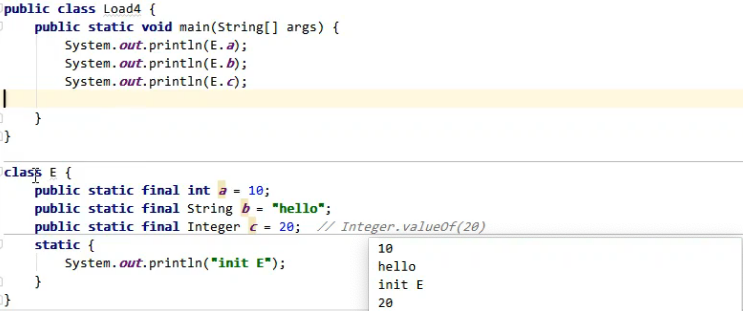 public class Load4 {
    public static void main(String[] args) {
        System.out.println(E.a);
        System.out.println(E.b);
        System.out.println(E.c);
    }
}
class E {
    public static final int a = 10;
    public static final String b = "hello";
    public static final Integer c = 20;  // Integer.valueOf(20)
    static {
        System.out.println("init E");
    }
}
10
hello
init E
20